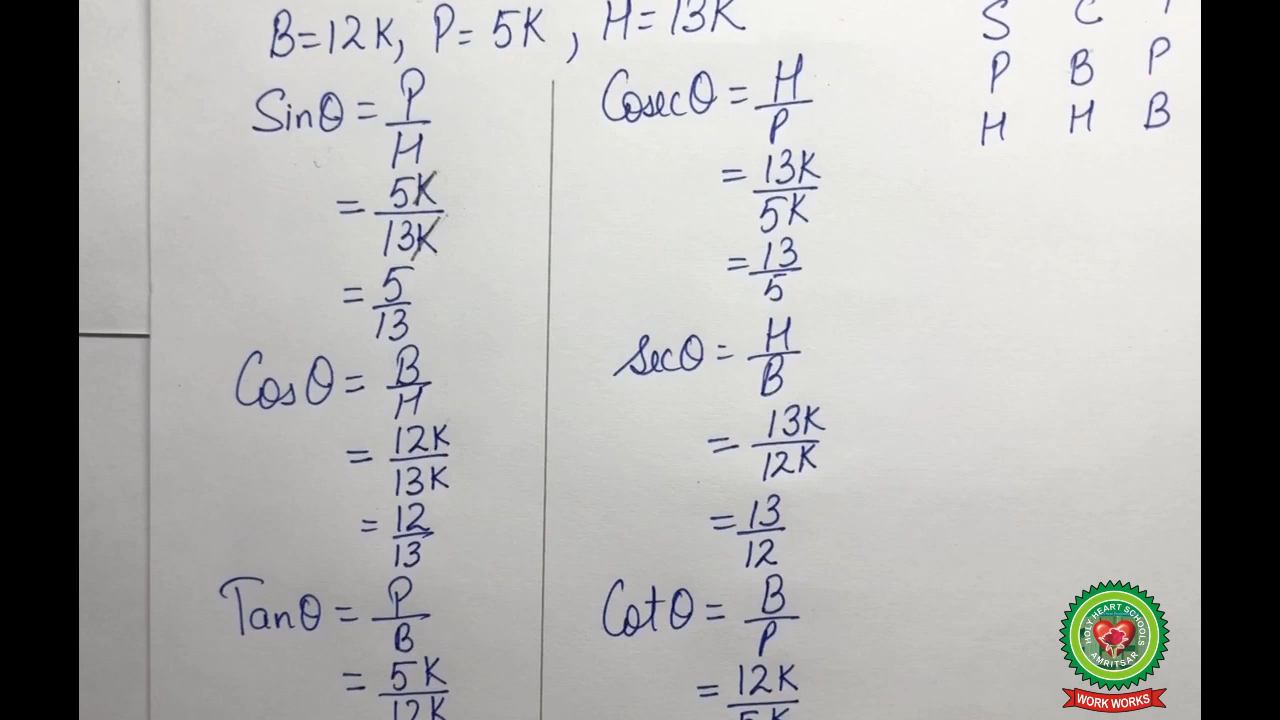 B=12K, P=5K, H=13K
S C
P B P
H H B
Sinθ = P/H
= 5K/13K
= 5/13
Cosθ = B/H
= 12K/13K
= 12/13
Tanθ = P/B
= 5K/12K
Cosecθ = H/P
= 13K/5K
= 13/5
Secθ = H/B
= 13K/12K
= 13/12
Cotθ = B/P
= 12K/5K
HOLY HEART SCHOOLS
AMRITSAR
WORK WORKS